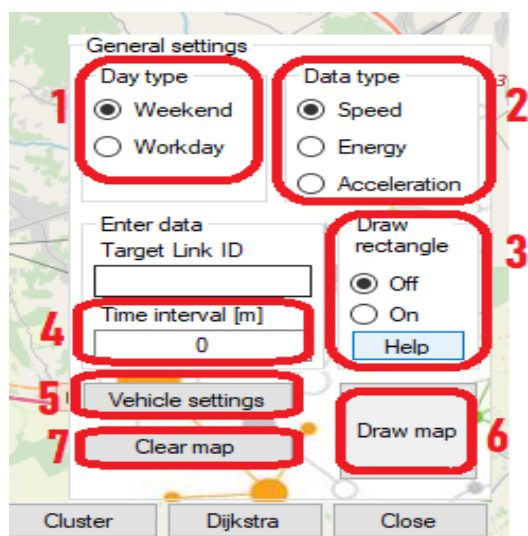 General settings
Day type
Data type
1
Weekend
Speed
2
Workday
Energy
Acceleration
3
Enter data
Draw
Target Link ID
rectangle
3
Off
Time interval [m]
On
4
0
Help
5
Vehicle settings
Draw map
6
7
Clear map
Cluster
Dijkstra
Close